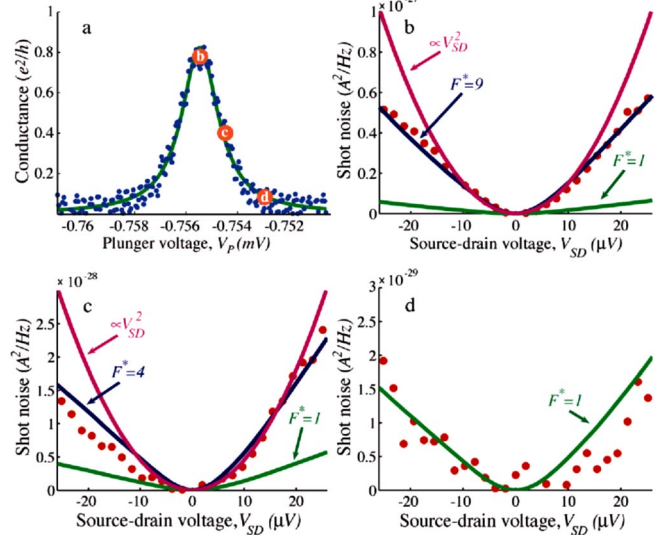 a
Conductance (e²/h)
1
0.8
0.6
0.4
0.2
b
c
d
-0.76
-0.758
-0.756
-0.754
-0.752
Plunger voltage, V_P (mV)
b
Shot noise (A²/Hz)
1
0.8
0.6
0.4
0.2
0
∝V_SD²
F*=9
F*=1
-20
-10
0
10
20
Source-drain voltage, V_SD (μV)
c
× 10⁻²⁸
Shot noise (A²/Hz)
3
2.5
2
1.5
1
0.5
0
∝V_SD²
F*=4
F*=1
-20
-10
0
10
20
Source-drain voltage, V_SD (μV)
d
× 10⁻²⁹
Shot noise (A²/Hz)
3
2.5
2
1.5
1
0.5
0
F*=1
-20
-10
0
10
20
Source-drain voltage, V_SD (μV)